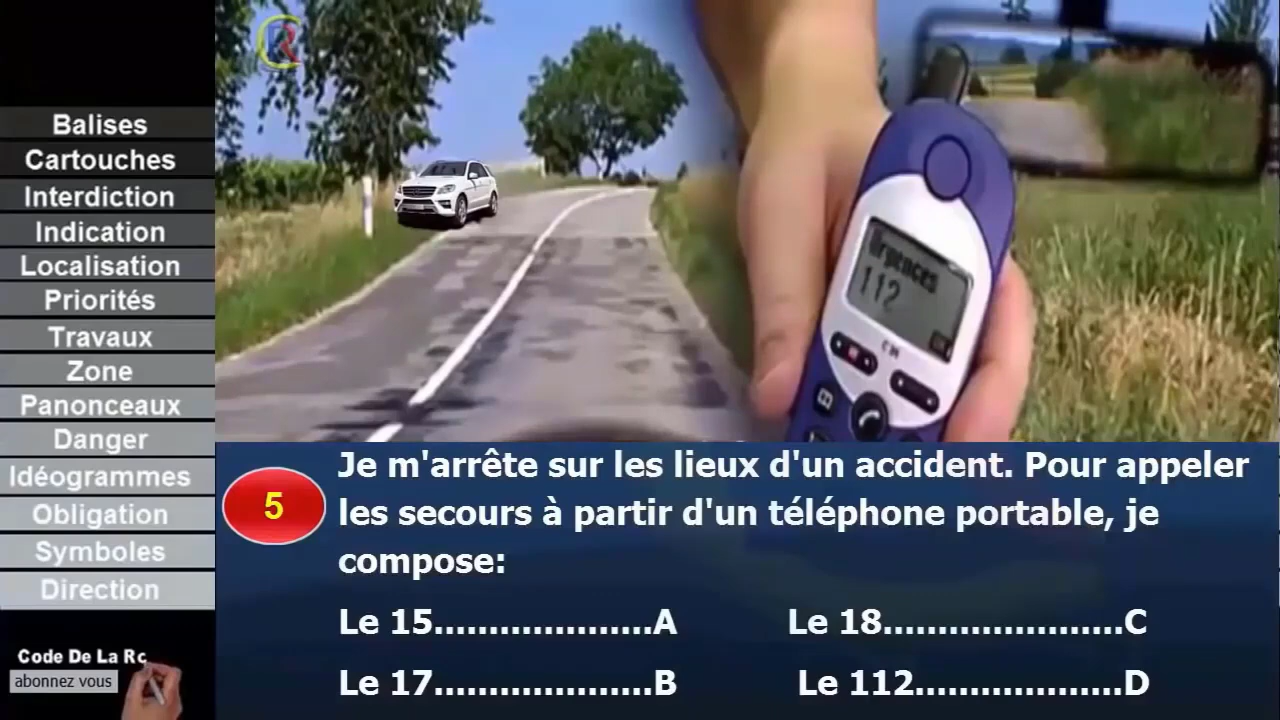 Balises
Cartouches
Interdiction
Indication
Localisation
Priorités
Travaux
Zone
Panonceaux
Danger
Idéogrammes
Obligation
Symboles
Direction
Code De La Rc
abonnez vous
Urgences
112
OK
5
Je m'arrête sur les lieux d'un accident. Pour appeler
les secours à partir d'un téléphone portable, je
compose:
Le 15....................A
Le 18......................C
Le 17....................B
Le 112...................D